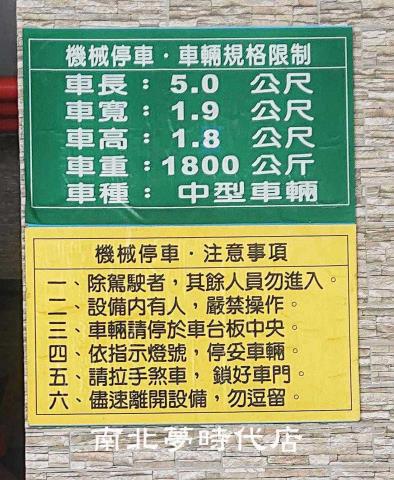 機械停車・車輛規格限制
車長：5.0 公尺
車寬：1.9 公尺
車高：1.8 公尺
車重：1800 公斤
車種：中型車輛
機械停車・注意事項
一、除駕駛者，其餘人員勿進入。
二、設備內有人，嚴禁操作。
三、車輛請停於車台板中央。
四、依指示燈號，停妥車輛。
五、請拉手煞車，鎖好車門。
六、儘速離開設備，勿逗留。
南北夢時代店